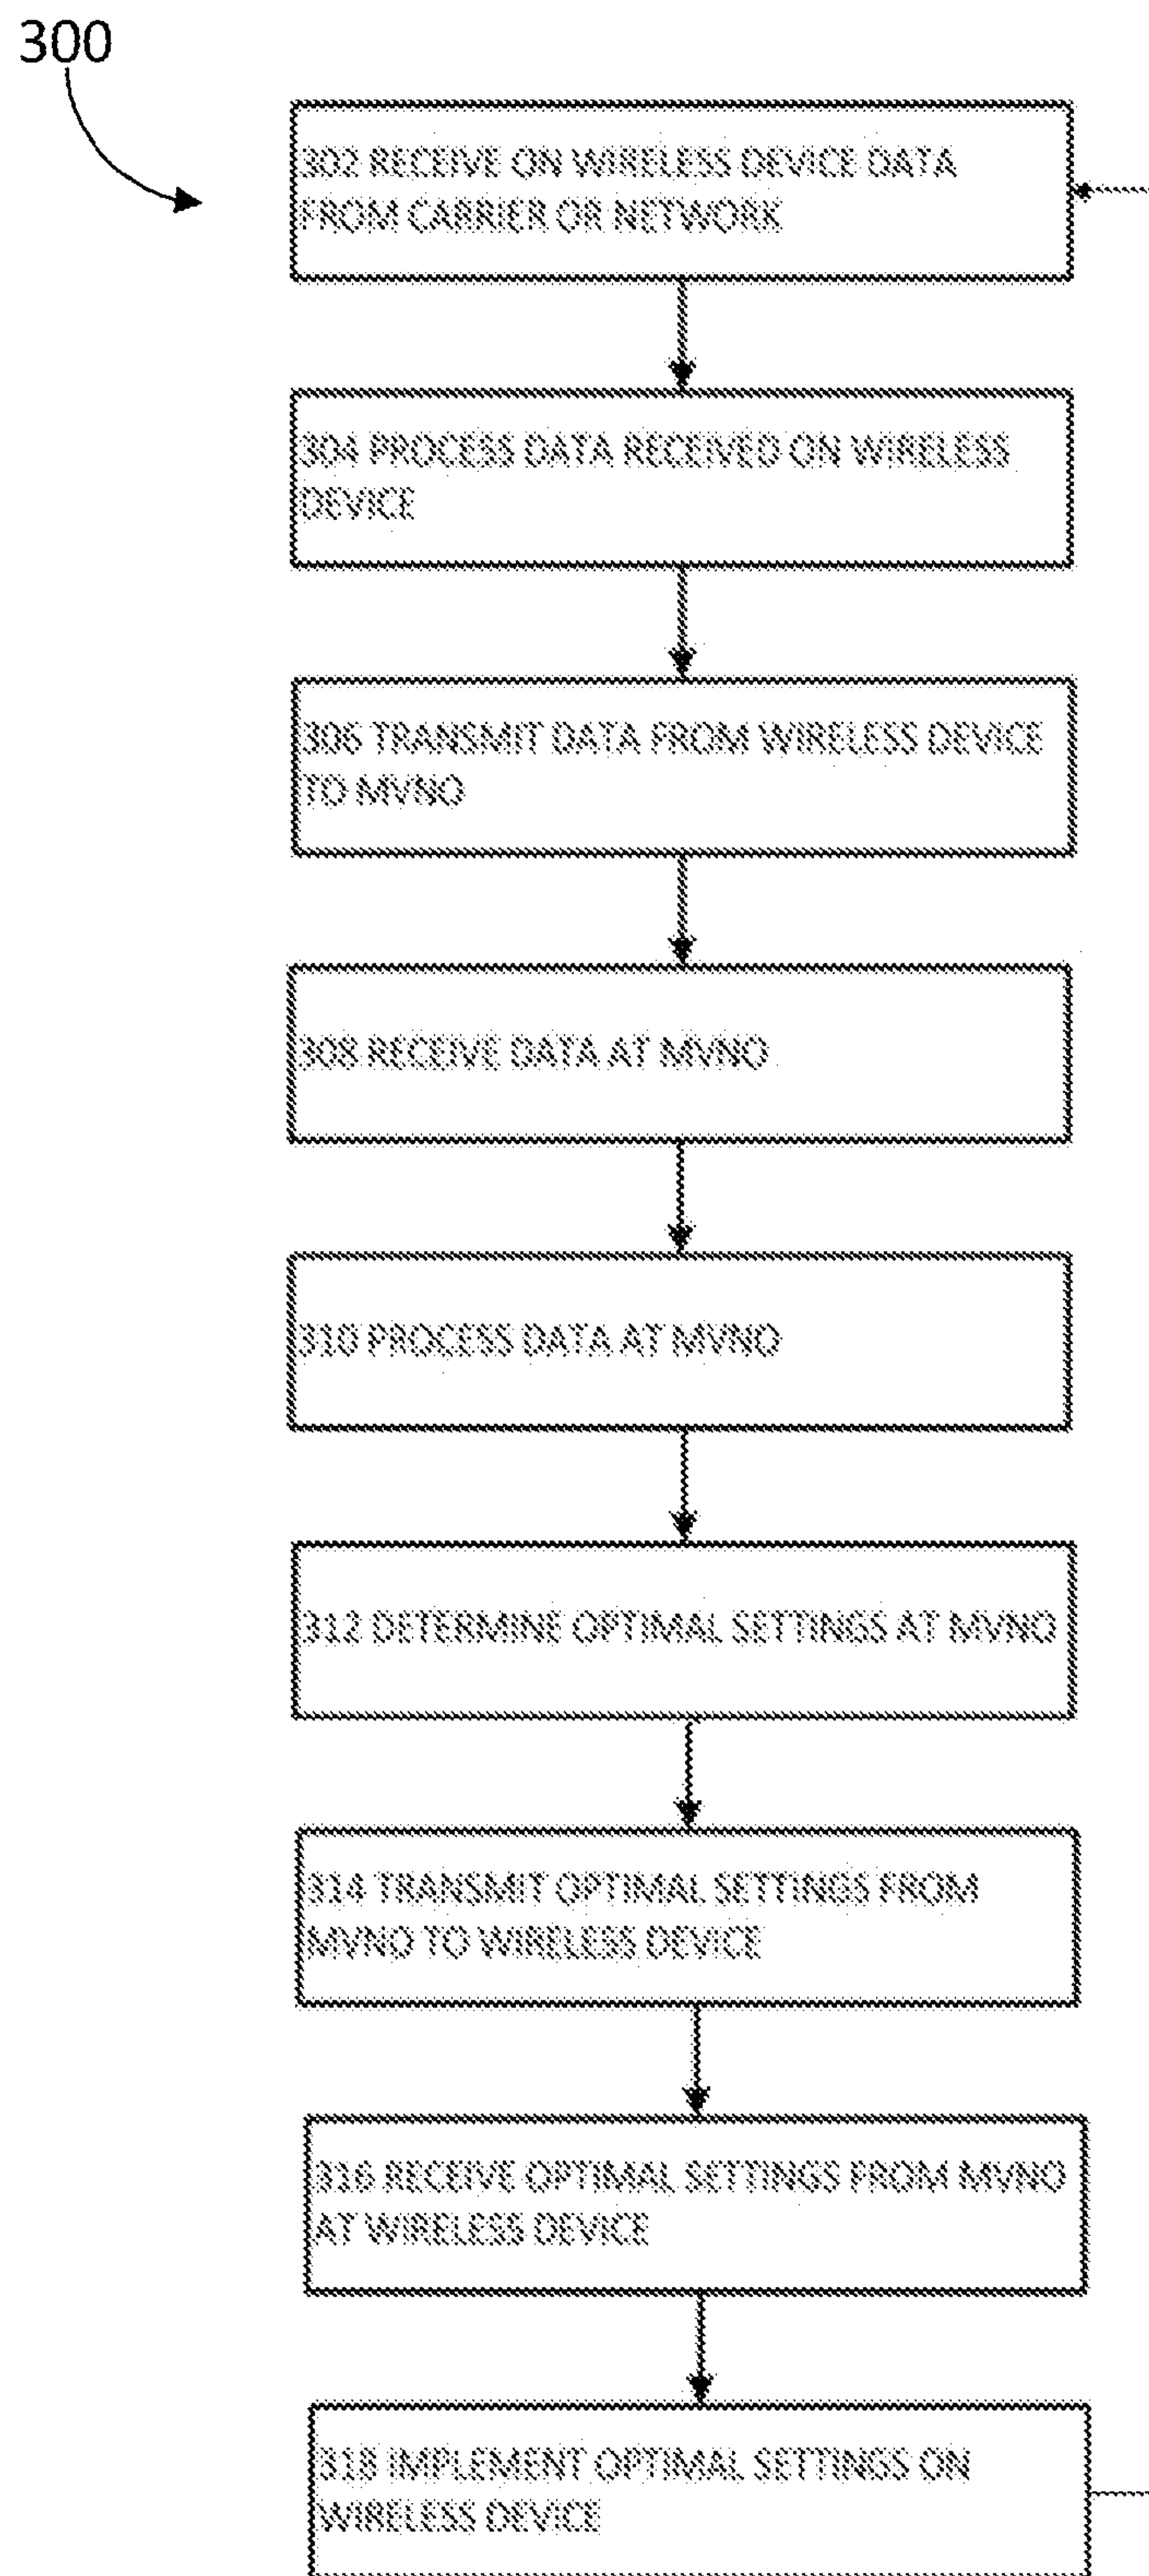 300
302 RECEIVE ON WIRELESS DEVICE DATA
FROM CARRIER OR NETWORK
304 PROCESS DATA RECEIVED ON WIRELESS
DEVICE
306 TRANSMIT DATA FROM WIRELESS DEVICE
TO MVNO
308 RECEIVE DATA AT MVNO
310 PROCESS DATA AT MVNO
312 DETERMINE OPTIMAL SETTINGS AT MVNO
314 TRANSMIT OPTIMAL SETTINGS FROM
MVNO TO WIRELESS DEVICE
316 RECEIVE OPTIMAL SETTINGS FROM MVNO
AT WIRELESS DEVICE
318 IMPLEMENT OPTIMAL SETTINGS ON
WIRELESS DEVICE